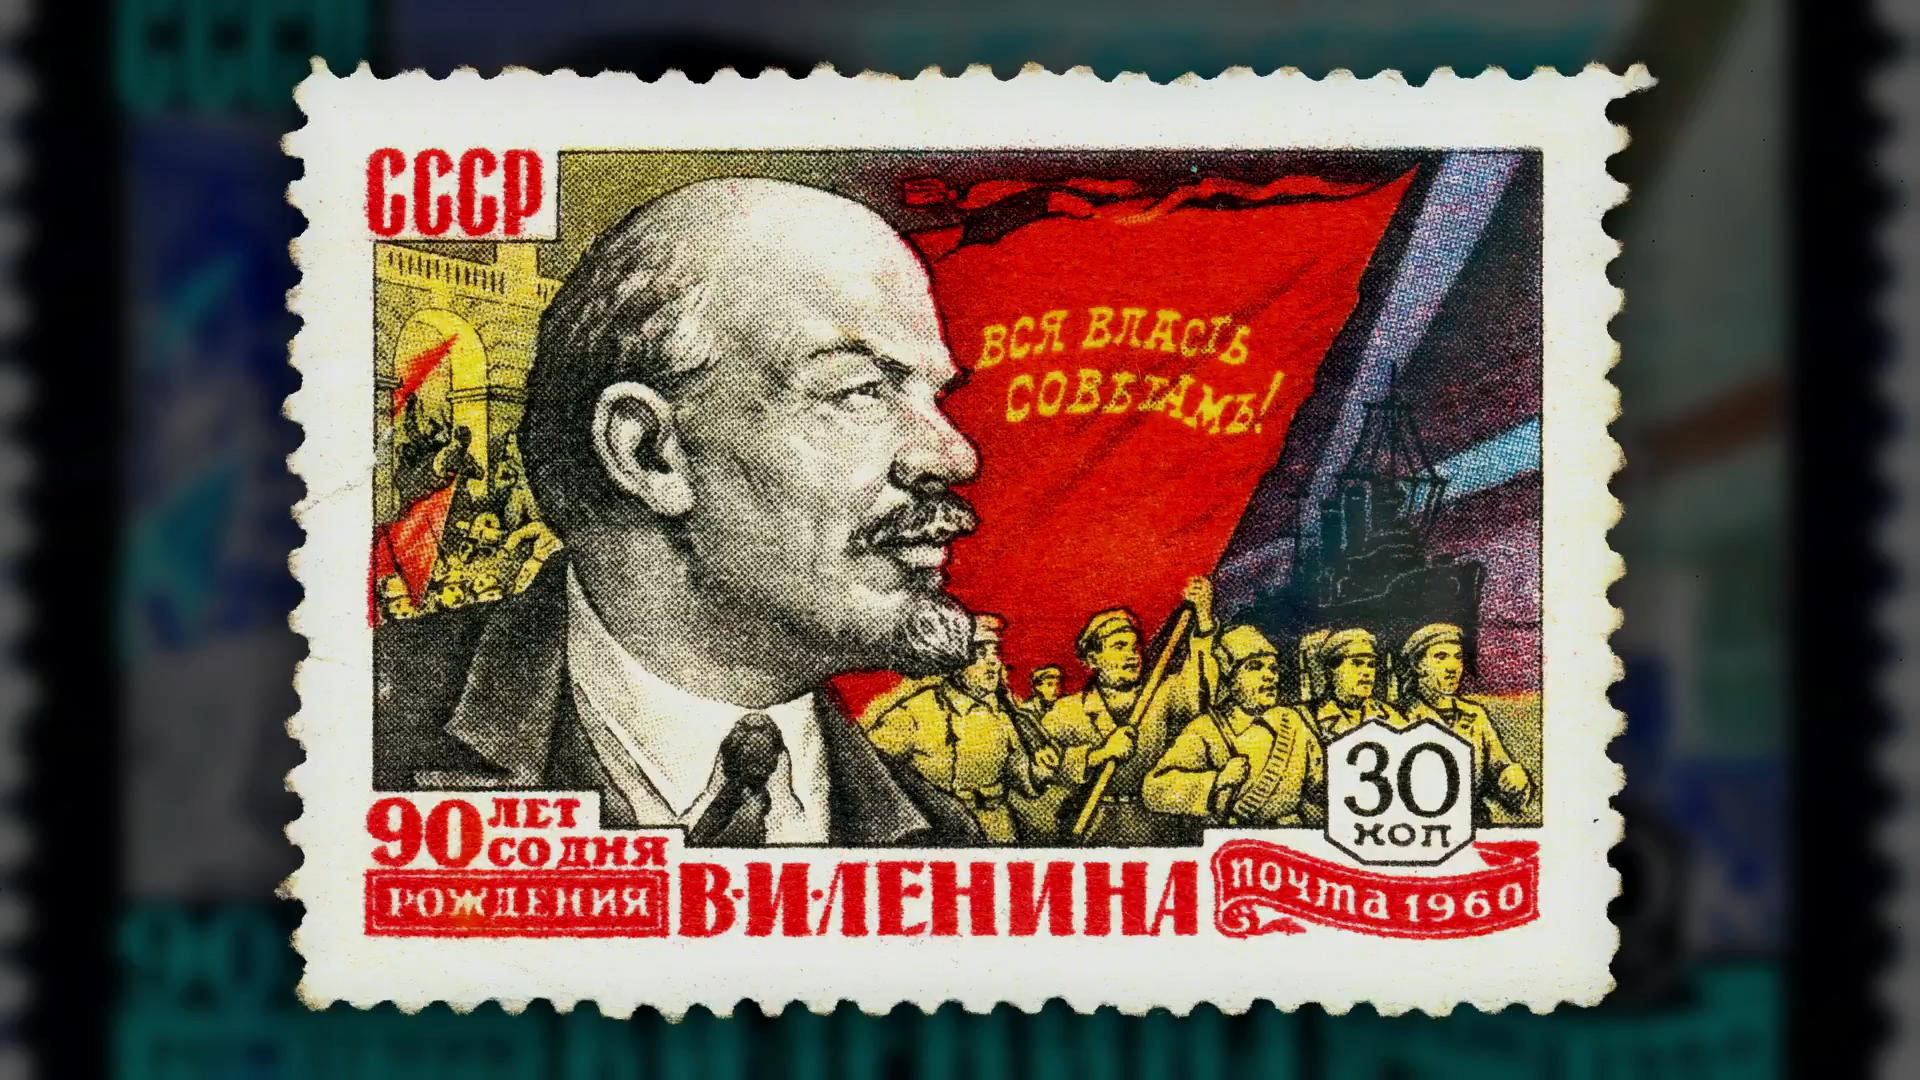 СССР
ВСЯ ВЛАСТЬ
СОВѢТАМЪ!
30
коп
90 ЛЕТ
СО ДНЯ
РОЖДЕНИЯ
В·И·ЛЕНИНА
почта 1960